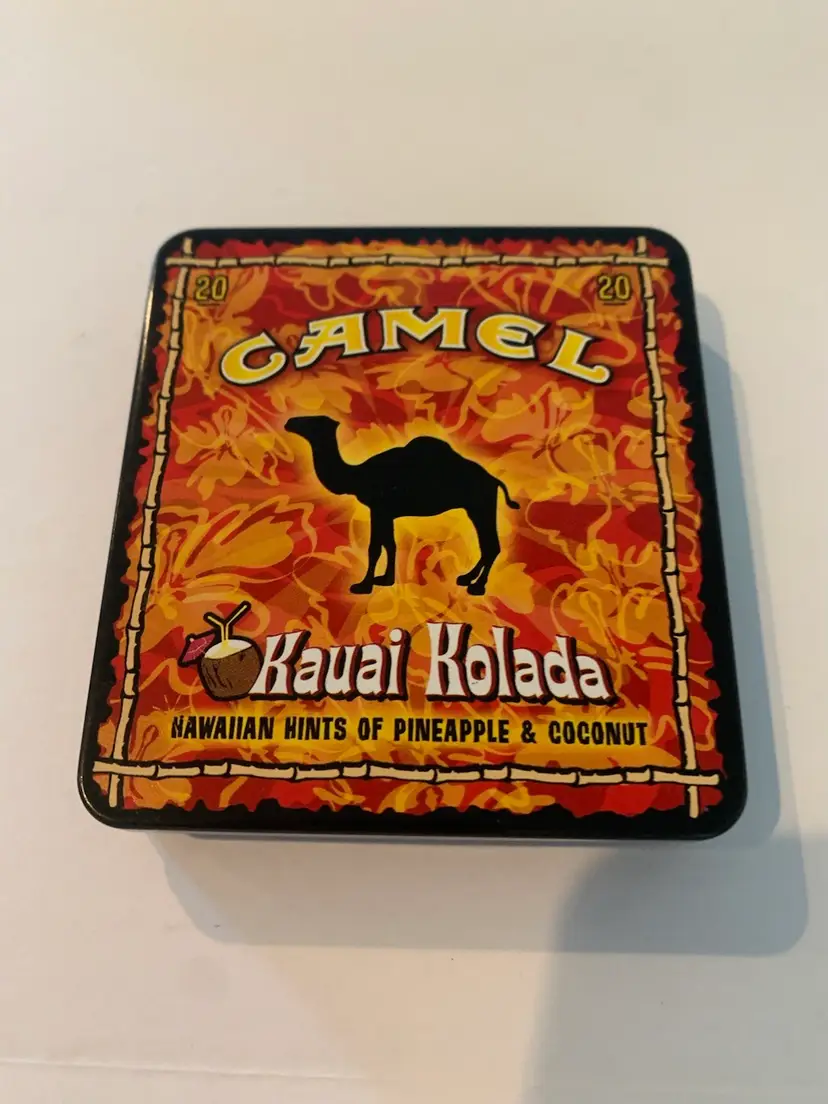 20 20
CAMEL
Kauai Kolada
HAWAIIAN HINTS OF PINEAPPLE & COCONUT